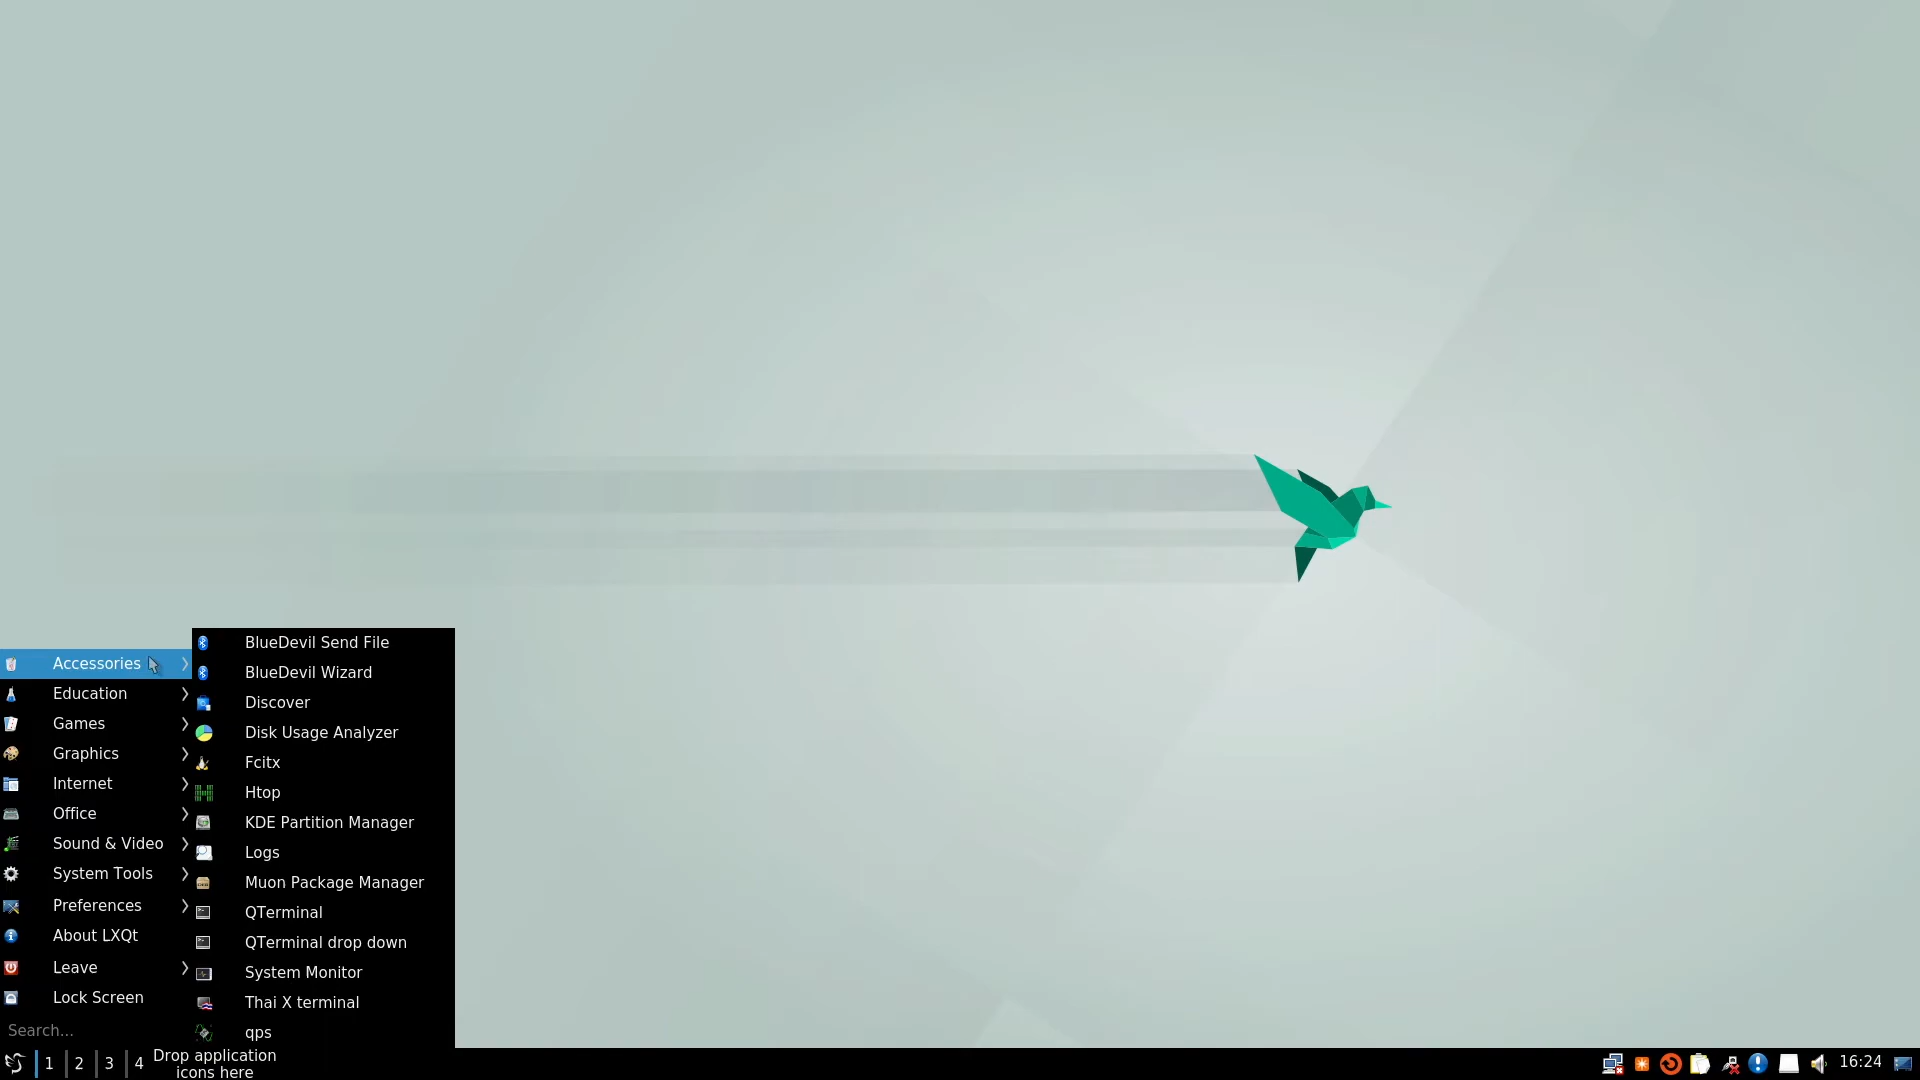 Accessories
Education
Games
Graphics
Internet
Office
Sound & Video
System Tools
Preferences
About LXQt
Leave
Lock Screen
Search...
BlueDevil Send File
BlueDevil Wizard
Discover
Disk Usage Analyzer
Fcitx
Htop
KDE Partition Manager
Logs
Muon Package Manager
QTerminal
QTerminal drop down
System Monitor
Thai X terminal
qps
1 2 3 4
Drop application
icons here
16:24